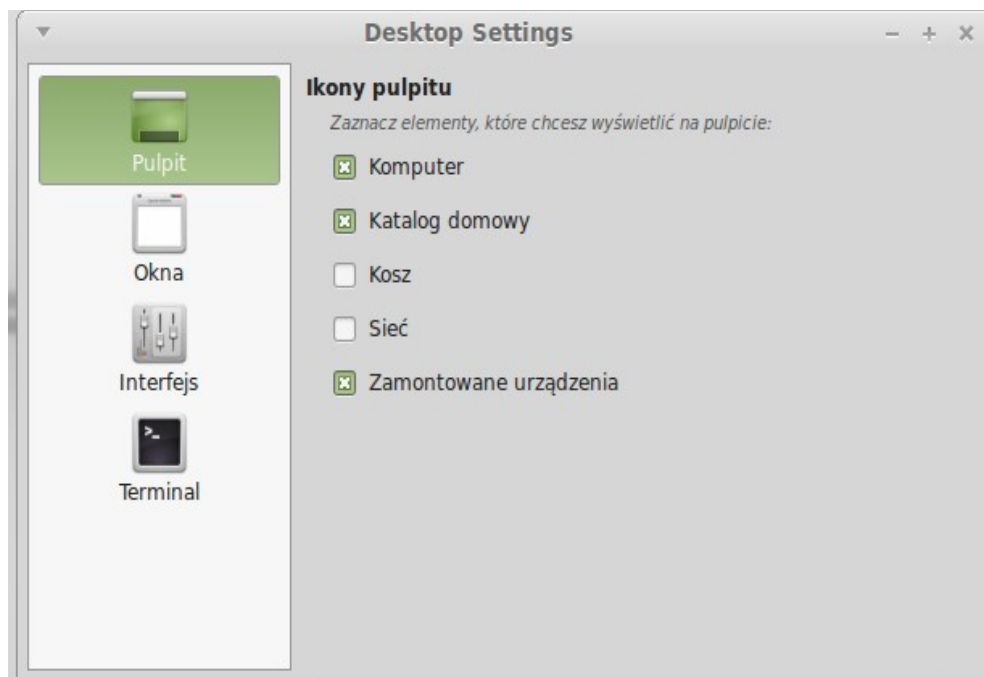 Desktop Settings
Pulpit
Okna
Interfejs
>_
Terminal
Ikony pulpitu
Zaznacz elementy, które chcesz wyświetlić na pulpicie:
Komputer
Katalog domowy
Kosz
Sieć
Zamontowane urządzenia